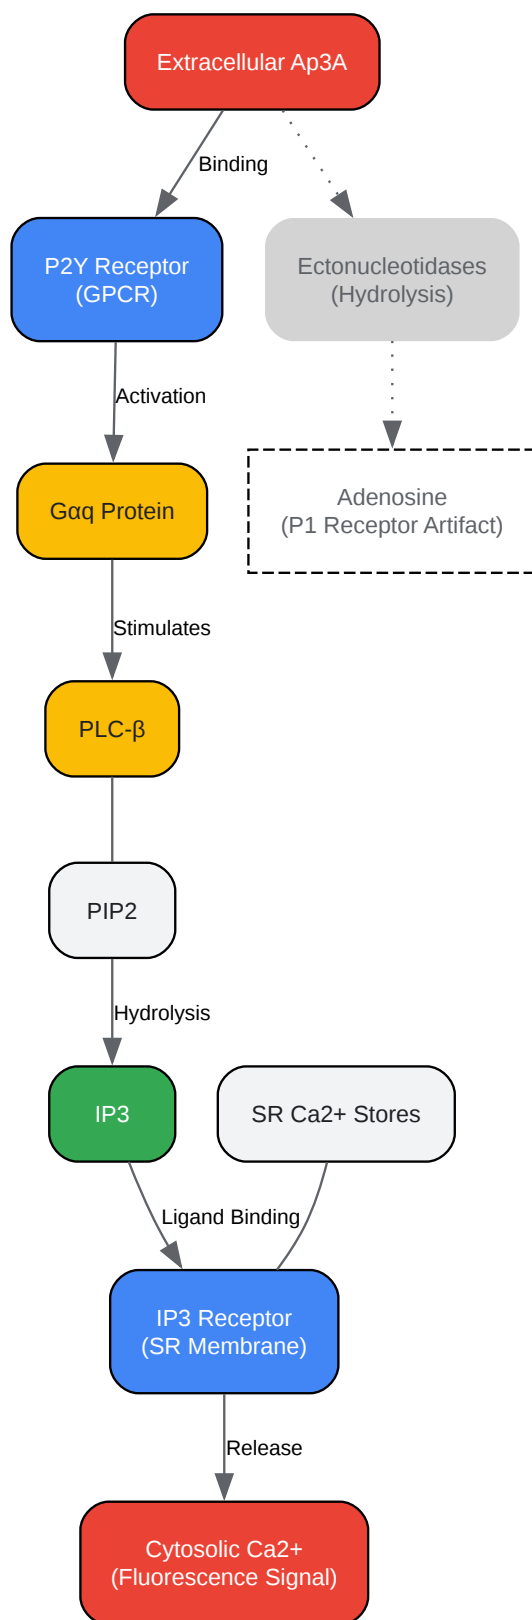 Extracellular Ap3A
Binding
P2Y Receptor
(GPCR)
Ectonucleotidases
(Hydrolysis)
Activation
Gαq Protein
Adenosine
(P1 Receptor Artifact)
Stimulates
PLC-β
PIP2
Hydrolysis
IP3
SR Ca2+ Stores
Ligand Binding
IP3 Receptor
(SR Membrane)
Release
Cytosolic Ca2+
(Fluorescence Signal)